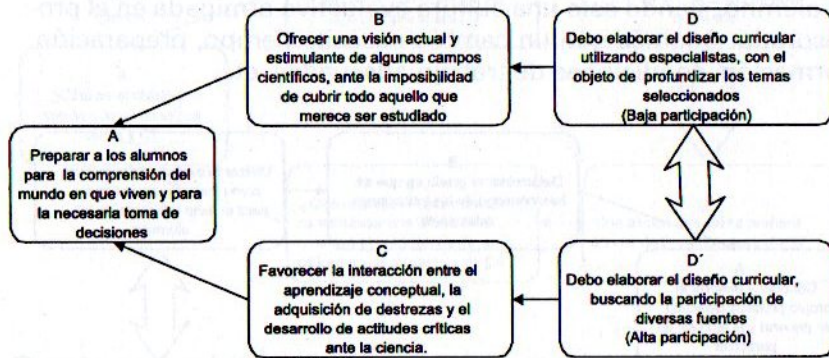 B
Ofrecer una visión actual y
estimulante de algunos campos
científicos, ante la imposibilidad
de cubrir todo aquello que
merece ser estudiado
D
Debo elaborar el diseño curricular
utilizando especialistas, con el
objeto de profundizar los temas
seleccionados
(Baja participación)
A
Preparar a los alumnos
para la comprensión del
mundo en que viven y para
la necesaria toma de
decisiones
C
Favorecer la interacción entre el
aprendizaje conceptual, la
adquisición de destrezas y el
desarrollo de actitudes críticas
ante la ciencia.
D´
Debo elaborar el diseño curricular,
buscando la participación de
diversas fuentes
(Alta participación)